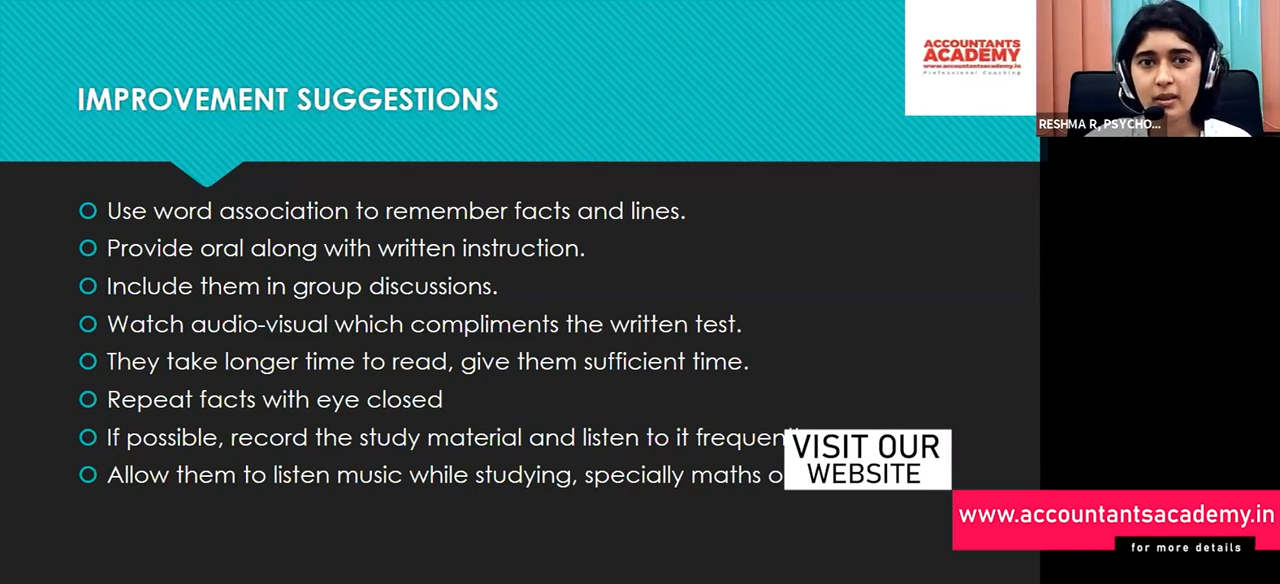 IMPROVEMENT SUGGESTIONS
ACCOUNTANTS
ACADEMY
www.accountantsacademy.in
Professional Coaching
RESHMA R, PSYCHO...
Use word association to remember facts and lines.
Provide oral along with written instruction.
Include them in group discussions.
Watch audio-visual which compliments the written test.
They take longer time to read, give them sufficient time.
Repeat facts with eye closed
If possible, record the study material and listen to it
Allow them to listen music while studying, specially maths
VISIT OUR
WEBSITE
www.accountantsacademy.in
for more details